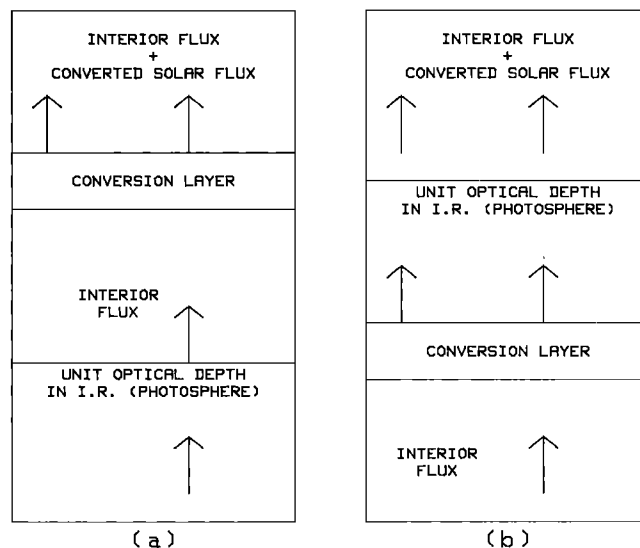 INTERIOR FLUX
+
CONVERTED SOLAR FLUX
CONVERSION LAYER
INTERIOR
FLUX
UNIT OPTICAL DEPTH
IN I.R. (PHOTOSPHERE)
(a)
INTERIOR FLUX
+
CONVERTED SOLAR FLUX
UNIT OPTICAL DEPTH
IN I.R. (PHOTOSPHERE)
CONVERSION LAYER
INTERIOR
FLUX
(b)